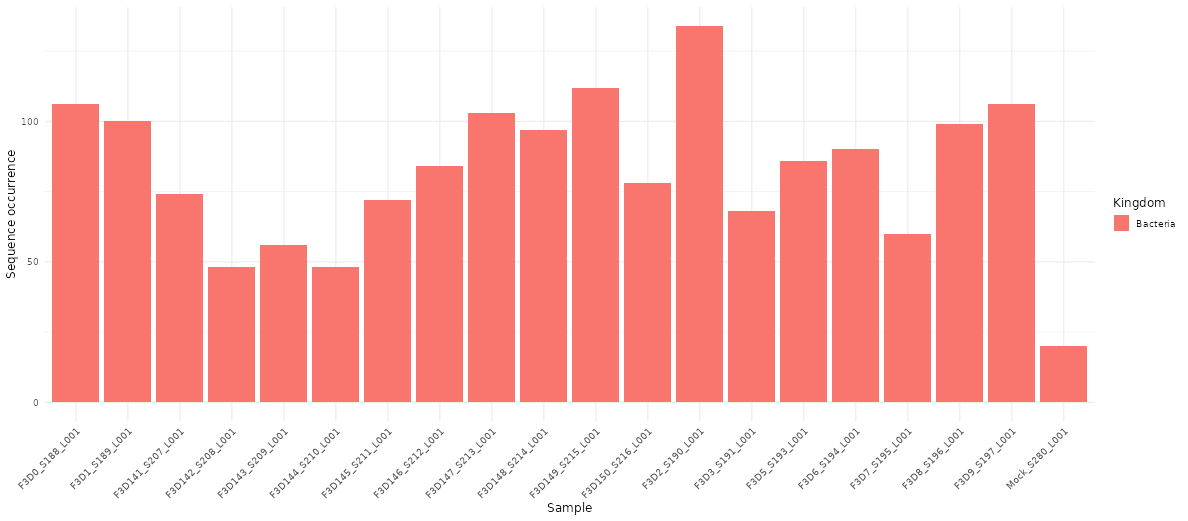 Sequence occurrence
100
50
0
F3D0_S188_L001
F3D1_S189_L001
F3D141_S207_L001
F3D142_S208_L001
F3D143_S209_L001
F3D144_S210_L001
F3D145_S211_L001
F3D146_S212_L001
F3D147_S213_L001
F3D148_S214_L001
F3D149_S215_L001
F3D150_S216_L001
F3D2_S190_L001
F3D3_S191_L001
F3D5_S193_L001
F3D6_S194_L001
F3D7_S195_L001
F3D8_S196_L001
F3D9_S197_L001
Mock_S280_L001
Sample
Kingdom
Bacteria